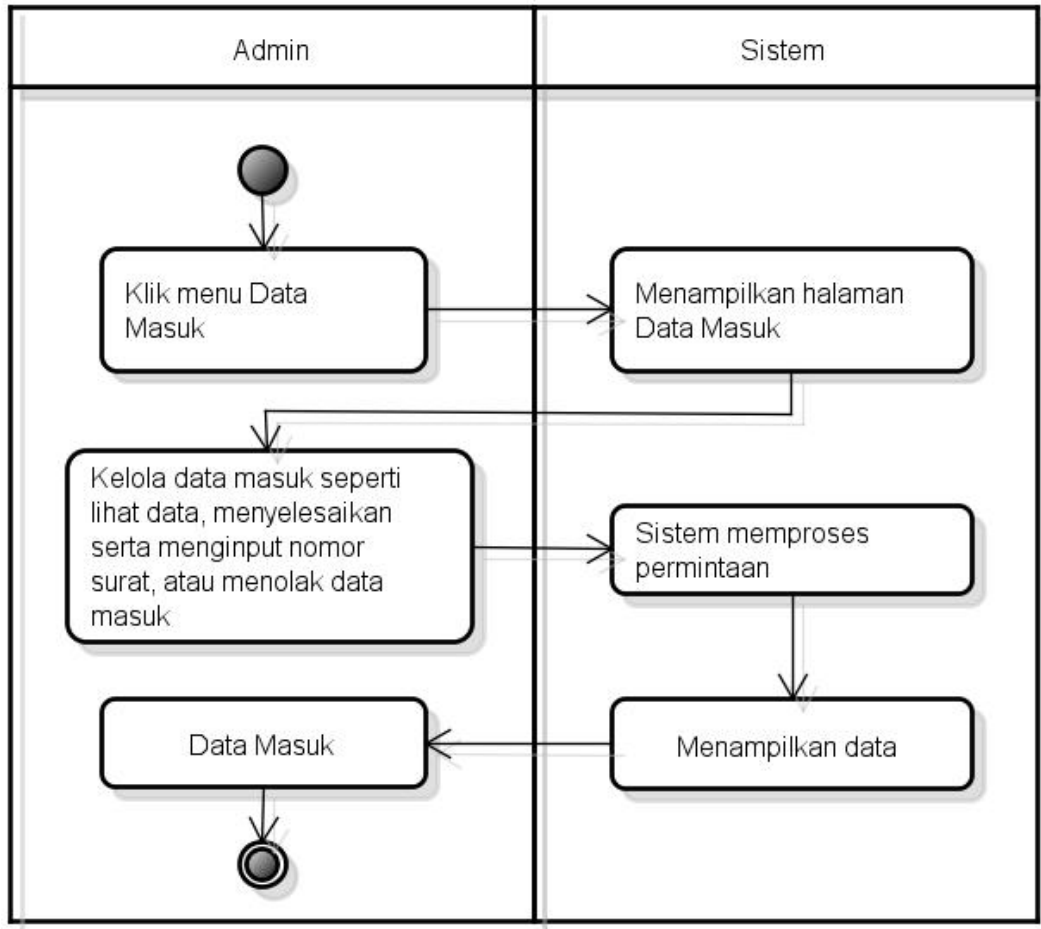 Admin
Sistem
Klik menu Data
Masuk
Menampilkan halaman
Data Masuk
Kelola data masuk seperti
lihat data, menyelesaikan
serta menginput nomor
surat, atau menolak data
masuk
Sistem memproses
permintaan
Menampilkan data
Data Masuk